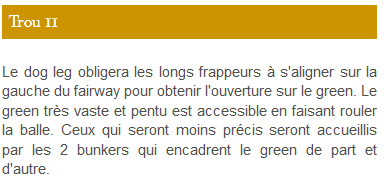 Trou 11
Le dog leg obligera les longs frappeurs à s'aligner sur la
gauche du fairway pour obtenir l'ouverture sur le green. Le
green très vaste et pentu est accessible en faisant rouler
la balle. Ceux qui seront moins précis seront accueillis
par les 2 bunkers qui encadrent le green de part et
d'autre.